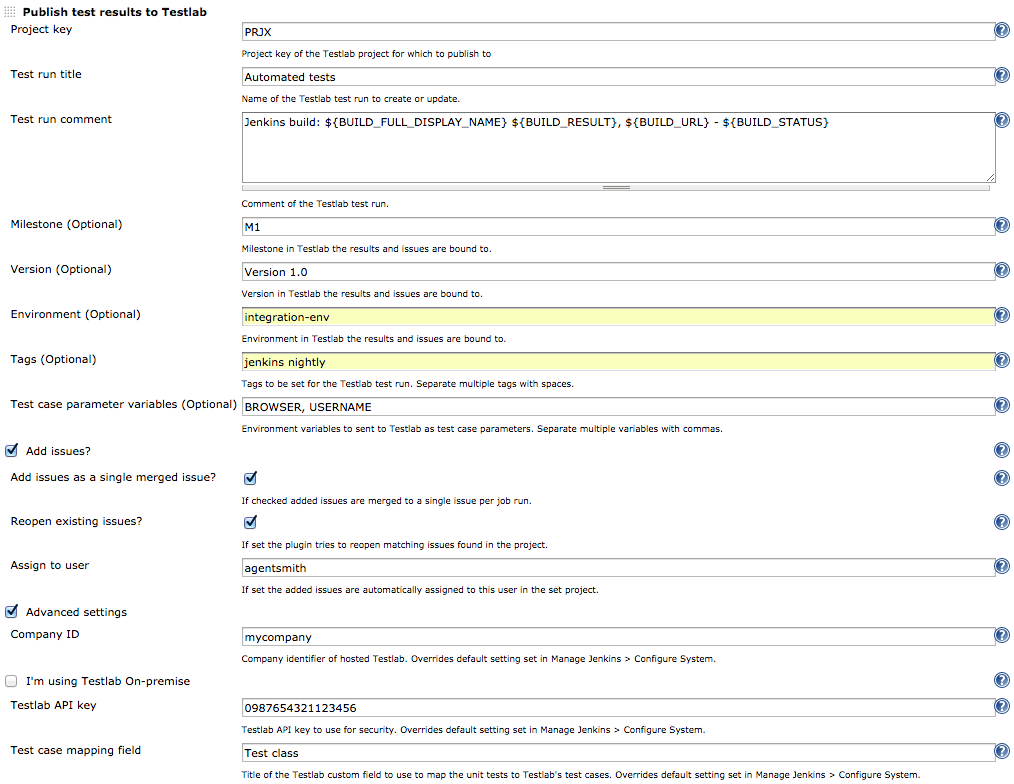 Publish test results to Testlab
Project key
PRJX
Project key of the Testlab project for which to publish to
Test run title
Automated tests
Name of the Testlab test run to create or update.
Test run comment
Jenkins build: ${BUILD_FULL_DISPLAY_NAME} ${BUILD_RESULT}, ${BUILD_URL} - ${BUILD_STATUS}
Comment of the Testlab test run.
Milestone (Optional)
M1
Milestone in Testlab the results and issues are bound to.
Version (Optional)
Version 1.0
Version in Testlab the results and issues are bound to.
Environment (Optional)
integration-env
Environment in Testlab the results and issues are bound to.
Tags (Optional)
jenkins nightly
Tags to be set for the Testlab test run. Separate multiple tags with spaces.
Test case parameter variables (Optional)
BROWSER, USERNAME
Environment variables to sent to Testlab as test case parameters. Separate multiple variables with commas.
Add issues?
Add issues as a single merged issue?
If checked added issues are merged to a single issue per job run.
Reopen existing issues?
If set the plugin tries to reopen matching issues found in the project.
Assign to user
agentsmith
If set the added issues are automatically assigned to this user in the set project.
Advanced settings
Company ID
mycompany
Company identifier of hosted Testlab. Overrides default setting set in Manage Jenkins > Configure System.
I'm using Testlab On-premise
Testlab API key
0987654321123456
Testlab API key to use for security. Overrides default setting set in Manage Jenkins > Configure System.
Test case mapping field
Test class
Title of the Testlab custom field to use to map the unit tests to Testlab's test cases. Overrides default setting set in Manage Jenkins > Configure System.